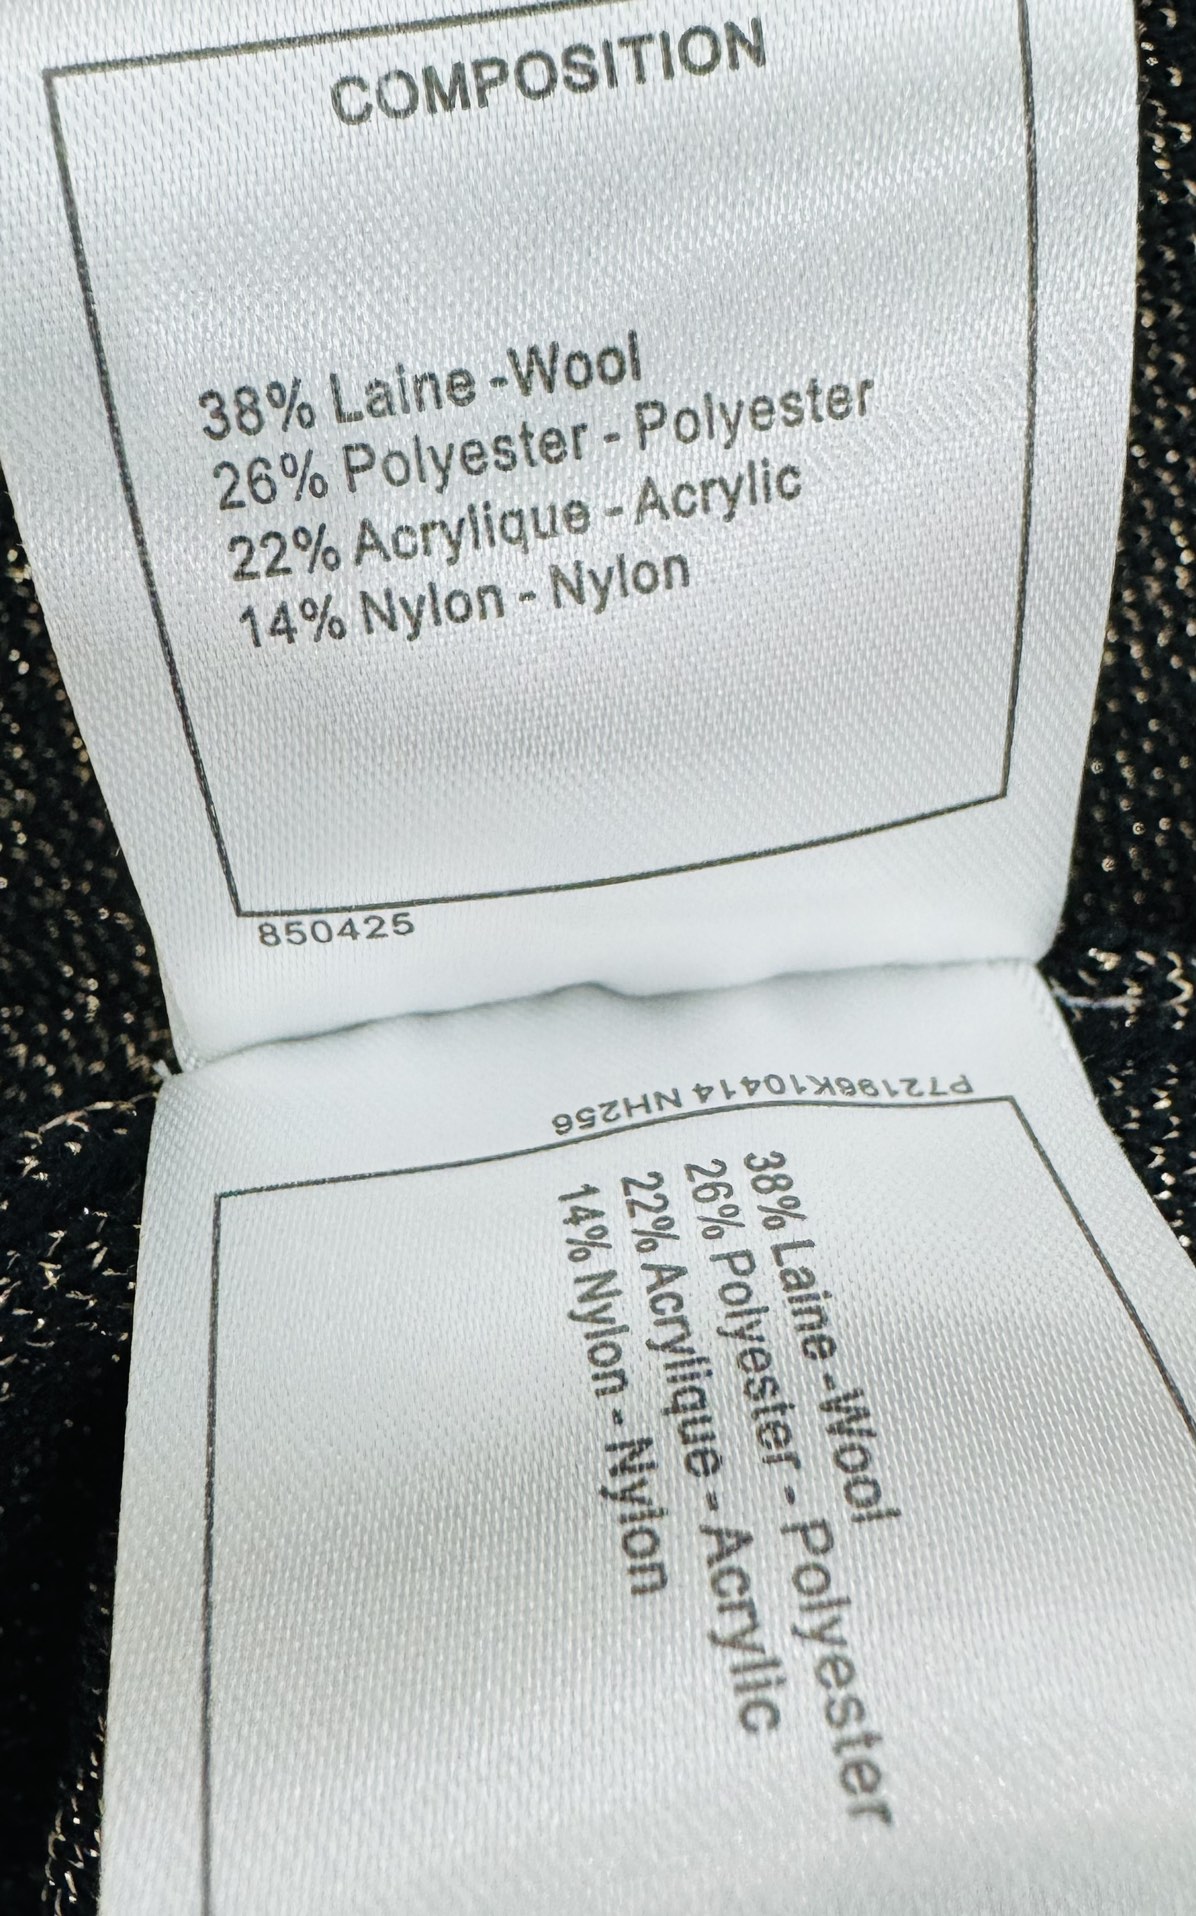 COMPOSITION
38% Laine -Wool
26% Polyester - Polyester
22% Acrylique - Acrylic
14% Nylon - Nylon
850425
P72196K10414 NH256
38% Laine -Wool
26% Polyester - Polyester
22% Acrylique - Acrylic
14% Nylon - Nylon